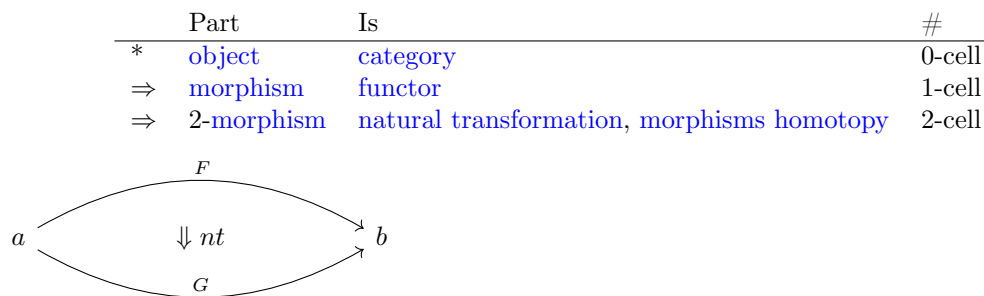 Part Is #
* object category 0-cell
⇒ morphism functor 1-cell
⇒ 2-morphism natural transformation, morphisms homotopy 2-cell
F
a ⇓ nt b
G